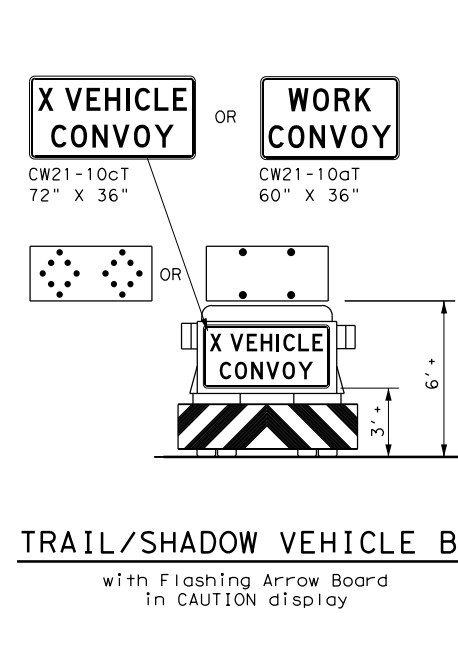 X VEHICLE
CONVOY
OR
WORK
CONVOY
CW21-10cT
72" X 36"
CW21-10aT
60" X 36"
OR
X VEHICLE
CONVOY
3' +
6' +
TRAIL/SHADOW VEHICLE B
with Flashing Arrow Board
in CAUTION display